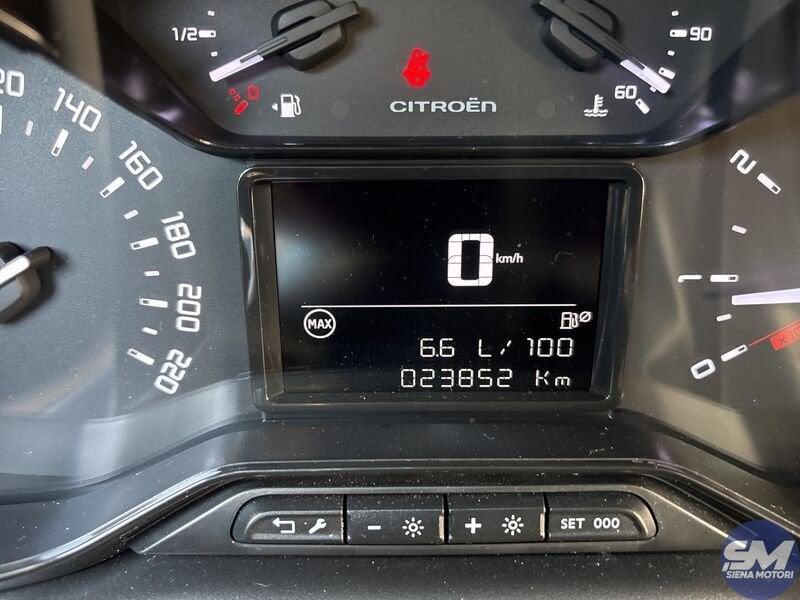 1/2
0
CITROËN
90
60
20
140
160
180
200
220
0 km/h
MAX
6.6 L/100
023852 Km
2
1
0
-
+
SET 000
SM
SIENA MOTORI